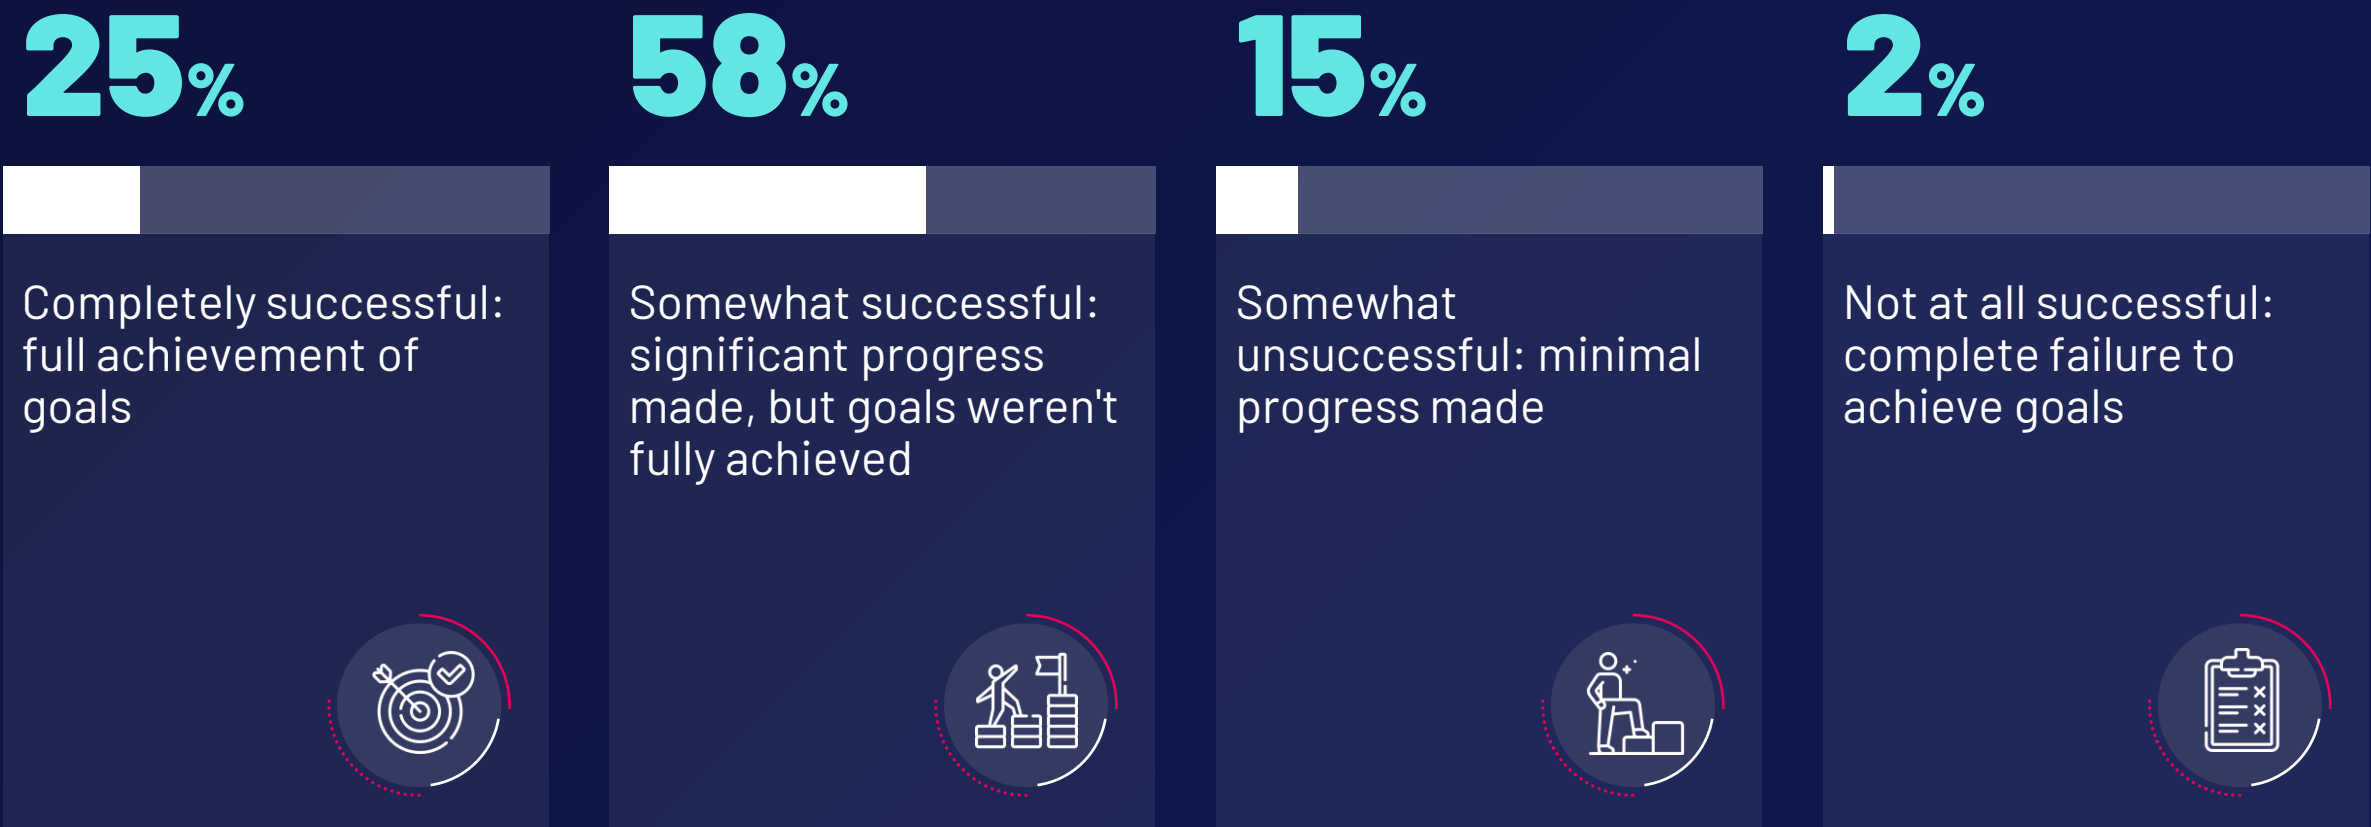 25%
Completely successful:
full achievement of
goals
58%
Somewhat successful:
significant progress
made, but goals weren't
fully achieved
15%
Somewhat
unsuccessful: minimal
progress made
2%
Not at all successful:
complete failure to
achieve goals